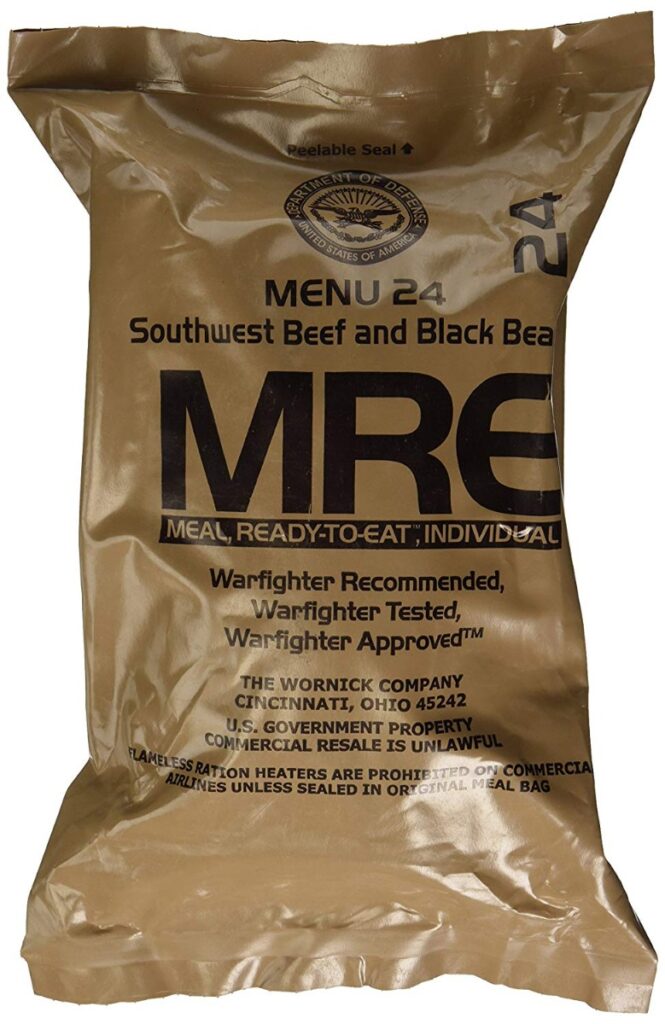 Peelable Seal
DEPARTMENT OF DEFENSE
UNITED STATES OF AMERICA
24
MENU 24
Southwest Beef and Black Bea
MRE
MEAL, READY-TO-EAT™, INDIVIDUAL
Warfighter Recommended,
Warfighter Tested,
Warfighter Approved™
THE WORNICK COMPANY
CINCINNATI, OHIO 45242
U.S. GOVERNMENT PROPERTY
COMMERCIAL RESALE IS UNLAWFUL
FLAMELESS RATION HEATERS ARE PROHIBITED ON COMMERCIA
AIRLINES UNLESS SEALED IN ORIGINAL MEAL BAG